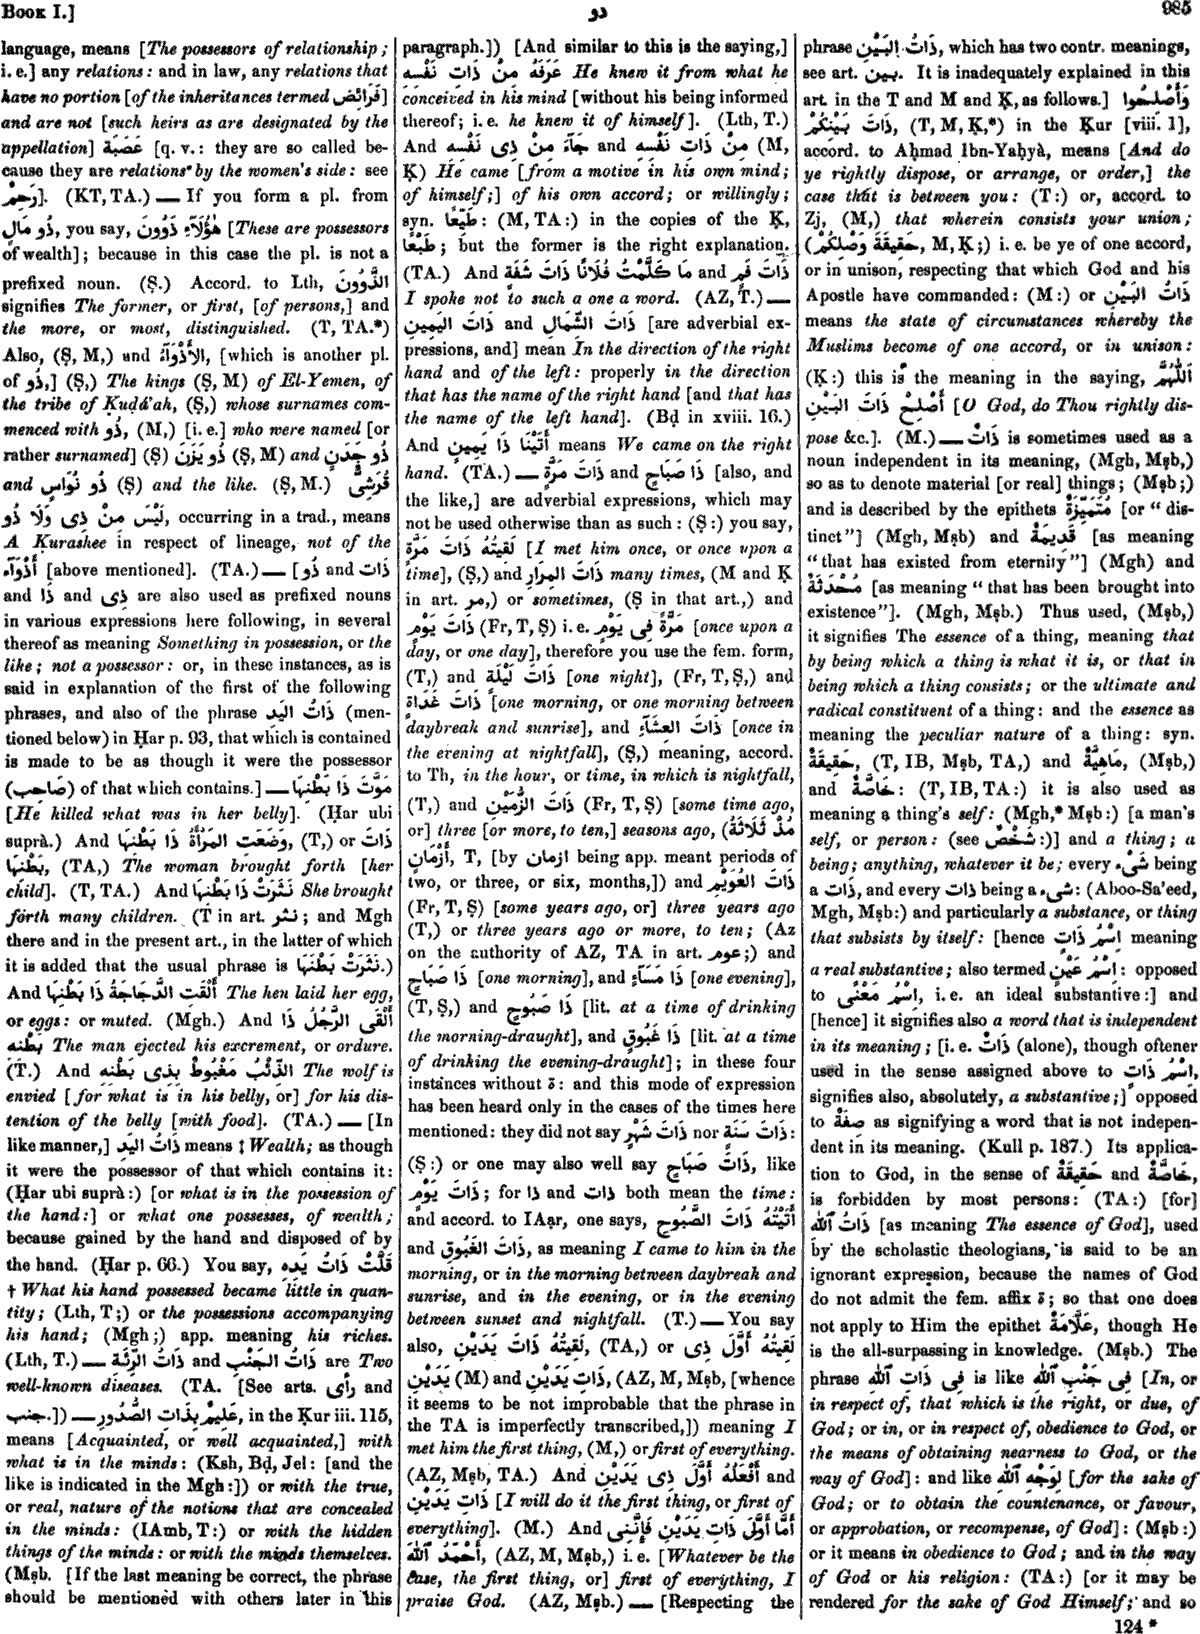 BOOK I.]
دو
985
language, means [The possessors of relationship;
i. e.] any relations: and in law, any relations that
have no portion [of the inheritances termed فَرَائِض]
and are not [such heirs as are designated by the
appellation] عَصَبَة [q. v.: they are so called be-
cause they are relations by the women's side: see
رَحِمٌ]. (KT, TA.) — If you form a pl. from
ذُو مَالٍ, you say, هٰؤُلَآءِ ذَوُونَ [These are possessors
of wealth]; because in this case the pl. is not a
prefixed noun. (Ṣ.) Accord. to Lth, الذَّوُونَ
signifies The former, or first, [of persons,] and
the more, or most, distinguished. (T, TA.*)
Also, (Ṣ, M,) and الأَذْوَآءُ, [which is another pl.
of ذُو,] (Ṣ,) The kings (Ṣ, M) of El-Yemen, of
the tribe of Ḳuḍá'ah, (Ṣ,) whose surnames com-
menced with ذُو, (M,) [i. e.] who were named [or
rather surnamed] (Ṣ) ذُو يَزَنَ (Ṣ, M) and ذُو جَدَنٍ
and ذُو نُوَاسٍ (Ṣ) and the like. (Ṣ, M.) قُرَشِىٌّ
لَيْسَ مِنْ ذِى وَلَا ذُو, occurring in a trad., means
A Kurashee in respect of lineage, not of the
أَذْوَآء [above mentioned]. (TA.) — [ذُو and ذَات
and ذَا and ذِى are also used as prefixed nouns
in various expressions here following, in several
thereof as meaning Something in possession, or the
like; not a possessor: or, in these instances, as is
said in explanation of the first of the following
phrases, and also of the phrase ذَاتُ اليَدِ (men-
tioned below) in Ḥar p. 93, that which is contained
is made to be as though it were the possessor
(صَاحِب) of that which contains.] — مَوَّتَ ذَا بَطْنِهَا
[He killed what was in her belly]. (Ḥar ubi
suprà.) And وَضَعَتِ المَرْأَةُ ذَا بَطْنِهَا, (T,) or ذَاتَ
بَطْنِهَا, (TA,) The woman brought forth [her
child]. (T, TA.) And نَثَرَتْ ذَا بَطْنِهَا She brought
forth many children. (T in art. نثر; and Mgh
there and in the present art., in the latter of which
it is added that the usual phrase is نَثَرَتْ بَطْنَهَا.)
And أَلْقَتِ الدَّجَاجَةُ ذَا بَطْنِهَا The hen laid her egg,
or eggs: or muted. (Mgh.) And أَلْقَى الرَّجُلُ ذَا
بَطْنِهِ The man ejected his excrement, or ordure.
(T.) And الذِّئْبُ مَغْبُوطٌ بِذِى بَطْنِهِ The wolf is
envied [for what is in his belly, or] for his dis-
tention of the belly [with food]. (TA.) — [In
like manner,] ذَاتُ اليَدِ means ‡ Wealth; as though
it were the possessor of that which contains it:
(Ḥar ubi suprà:) [or what is in the possession of
the hand:] or what one possesses, of wealth;
because gained by the hand and disposed of by
the hand. (Ḥar p. 66.) You say, قَلَّتْ ذَاتُ يَدِهِ
† What his hand possessed became little in quan-
tity; (Lth, T;) or the possessions accompanying
his hand; (Mgh;) app. meaning his riches.
(Lth, T.) — ذَاتُ الجَنْبِ and ذَاتُ الرِّئَةِ are Two
well-known diseases. (TA. [See arts. رأى and
جنب.]) — عَلِيمٌ بِذَاتِ الصُّدُورِ, in the Ḳur iii. 115,
means [Acquainted, or well acquainted,] with
what is in the minds: (Ksh, Bḍ, Jel: [and the
like is indicated in the Mgh:]) or with the true,
or real, nature of the notions that are concealed
in the minds: (IAmb, T:) or with the hidden
things of the minds: or with the minds themselves.
(Mṣb. [If the last meaning be correct, the phrase
should be mentioned with others later in this
paragraph.]) [And similar to this is the saying,]
عَرَفَهُ مِنْ ذَاتِ نَفْسِهِ He knew it from what he
conceived in his mind [without his being informed
thereof; i. e. he knew it of himself]. (Lth, T.)
And جَآءَ مِنْ ذِى نَفْسِهِ and مِنْ ذَاتِ نَفْسِهِ (M,
Ḳ) He came [from a motive in his own mind;
of himself;] of his own accord; or willingly;
syn. طَيِّعًا: (M, TA:) in the copies of the Ḳ,
طَبْعًا; but the former is the right explanation.
(TA.) And مَا كَلَّمْتُ فُلَانًا ذَاتَ شَفَةٍ and ذَاتَ فَمٍ
I spoke not to such a one a word. (AZ, T.) —
ذَاتَ اليَمِينِ and ذَاتَ الشِّمَالِ [are adverbial ex-
pressions, and] mean In the direction of the right
hand and of the left: properly in the direction
that has the name of the right hand [and that has
the name of the left hand]. (Bḍ in xviii. 16.)
And أَتَيْنَا ذَا يَمِينٍ means We came on the right
hand. (TA.) — ذَاتَ مَرَّةٍ and ذَا صَبَاحٍ [also, and
the like,] are adverbial expressions, which may
not be used otherwise than as such: (Ṣ:) you say,
لَقِيتُهُ ذَاتَ مَرَّةٍ [I met him once, or once upon a
time], (Ṣ,) and ذَاتَ المِرَارِ many times, (M and Ḳ
in art. مر,) or sometimes, (Ṣ in that art.,) and
ذَاتَ يَوْمٍ (Fr, T, Ṣ) i. e. مَرَّةً فِى يَوْمٍ [once upon a
day, or one day], therefore you use the fem. form,
(T,) and ذَاتَ لَيْلَةٍ [one night], (Fr, T, Ṣ,) and
ذَاتَ غَدَاةٍ [one morning, or one morning between
daybreak and sunrise], and ذَاتَ العِشَآءِ [once in
the evening at nightfall], (Ṣ,) meaning, accord.
to Th, in the hour, or time, in which is nightfall,
(T,) and ذَاتَ الزُّمَيْنِ (Fr, T, Ṣ) [some time ago,
or] three [or more, to ten,] seasons ago, (مُذْ ثَلَاثَةُ
أَزْمَانٍ, T, [by ازمان being app. meant periods of
two, or three, or six, months,]) and ذَاتَ العُوَيْمِ
(Fr, T, Ṣ) [some years ago, or] three years ago
(T,) or three years ago or more, to ten; (Az
on the authority of AZ, TA in art. عوم;) and
ذَا صَبَاحٍ [one morning], and ذَا مَسَآءٍ [one evening],
(T, Ṣ,) and ذَا صَبُوحٍ [lit. at a time of drinking
the morning-draught], and ذَا غَبُوقٍ [lit. at a time
of drinking the evening-draught]; in these four
instances without ة: and this mode of expression
has been heard only in the cases of the times here
mentioned: they did not say ذَاتَ شَهْرٍ nor ذَاتَ سَنَةٍ:
(Ṣ:) or one may also well say ذَاتَ صَبَاحٍ, like
ذَاتَ يَوْمٍ; for ذا and ذات both mean the time:
and accord. to IAạr, one says, أَتَيْتُهُ ذَاتَ الصَّبُوحِ
and ذَاتَ الغَبُوقِ, as meaning I came to him in the
morning, or in the morning between daybreak and
sunrise, and in the evening, or in the evening
between sunset and nightfall. (T.) — You say
also, لَقِيتُهُ ذَاتَ يَدَيْنِ, (TA,) or لَقِيتُهُ أَوَّلَ ذِى
يَدَيْنِ (M) and ذَاتِ يَدَيْنِ, (AZ, M, Mṣb, [whence
it seems to be not improbable that the phrase in
the TA is imperfectly transcribed,]) meaning I
met him the first thing, (M,) or first of everything.
(AZ, Mṣb, TA.) And أَفْعَلُهُ أَوَّلَ ذِى يَدَيْنِ and
ذَاتِ يَدَيْنِ [I will do it the first thing, or first of
everything]. (M.) And أَمَّا أَوَّلَ ذَاتِ يَدَيْنِ فَإِنَّنِى
أَحْمَدُ ٱللّٰهَ, (AZ, M, Mṣb,) i. e. [Whatever be the
case, the first thing, or] first of everything, I
praise God. (AZ, Mṣb.) — [Respecting the
phrase ذَاتُ البَيْنِ, which has two contr. meanings,
see art. بين. It is inadequately explained in this
art. in the T and M and Ḳ, as follows.] وَأَصْلِحُوا
ذَاتَ بَيْنِكُمْ, (T, M, Ḳ,*) in the Ḳur [viii. 1],
accord. to Aḥmad Ibn-Yaḥyà, means [And do
ye rightly dispose, or arrange, or order,] the
case that is between you: (T:) or, accord. to
Zj, (M,) that wherein consists your union;
(حَقِيقَةَ وَصْلِكُمْ, M, Ḳ;) i. e. be ye of one accord,
or in unison, respecting that which God and his
Apostle have commanded: (M:) or ذَاتُ البَيْنِ
means the state of circumstances whereby the
Muslims become of one accord, or in unison:
(Ḳ:) this is the meaning in the saying, اَللّٰهُمَّ
أَصْلِحْ ذَاتَ البَيْنِ [O God, do Thou rightly dis-
pose &c.]. (M.) — ذَاتٌ is sometimes used as a
noun independent in its meaning, (Mgh, Mṣb,)
so as to denote material [or real] things; (Mṣb;)
and is described by the epithets مُتَمَيِّزَةٌ [or "dis-
tinct"] (Mgh, Mṣb) and قَدِيمَةٌ [as meaning
"that has existed from eternity"] (Mgh) and
مُحْدَثَةٌ [as meaning "that has been brought into
existence"]. (Mgh, Mṣb.) Thus used, (Mṣb,)
it signifies The essence of a thing, meaning that
by being which a thing is what it is, or that in
being which a thing consists; or the ultimate and
radical constituent of a thing: and the essence as
meaning the peculiar nature of a thing: syn.
حَقِيقَةٌ, (T, IB, Mṣb, TA,) and مَاهِيَّةٌ, (Mṣb,)
and خَاصَّةٌ: (T, IB, TA:) it is also used as
meaning a thing's self: (Mgh,* Mṣb:) [a man's
self, or person: (see شَخْصٌ:)] and a thing; a
being; anything, whatever it be; every شَىْء being
a ذَات, and every ذات being a شىء: (Aboo-Sa'eed,
Mgh, Mṣb:) and particularly a substance, or thing
that subsists by itself: [hence اِسْمُ ذَاتٍ meaning
a real substantive; also termed اِسْمُ عَيْنٍ: opposed
to اِسْمُ مَعْنًى, i. e. an ideal substantive:] and
[hence] it signifies also a word that is independent
in its meaning; [i. e. ذَاتٌ (alone), though oftener
used in the sense assigned above to اِسْمُ ذَاتٍ,
signifies also, absolutely, a substantive;] opposed
to صِفَةٌ as signifying a word that is not indepen-
dent in its meaning. (Kull p. 187.) Its applica-
tion to God, in the sense of حَقِيقَةٌ and خَاصَّةٌ,
is forbidden by most persons: (TA:) [for]
ذَاتُ ٱللّٰهِ [as meaning The essence of God], used
by the scholastic theologians, is said to be an
ignorant expression, because the names of God
do not admit the fem. affix ة; so that one does
not apply to Him the epithet عَلَّامَةٌ, though He
is the all-surpassing in knowledge. (Mṣb.) The
phrase فِى ذَاتِ ٱللّٰهِ is like فِى جَنْبِ ٱللّٰهِ [In, or
in respect of, that which is the right, or due, of
God; or in, or in respect of, obedience to God, or
the means of obtaining nearness to God, or the
way of God]: and like لِوَجْهِ ٱللّٰهِ [for the sake of
God; or to obtain the countenance, or favour,
or approbation, or recompense, of God]: (Mṣb:)
or it means in obedience to God; and in the way
of God or his religion: (TA:) [or it may be
rendered for the sake of God Himself; and so
124 *